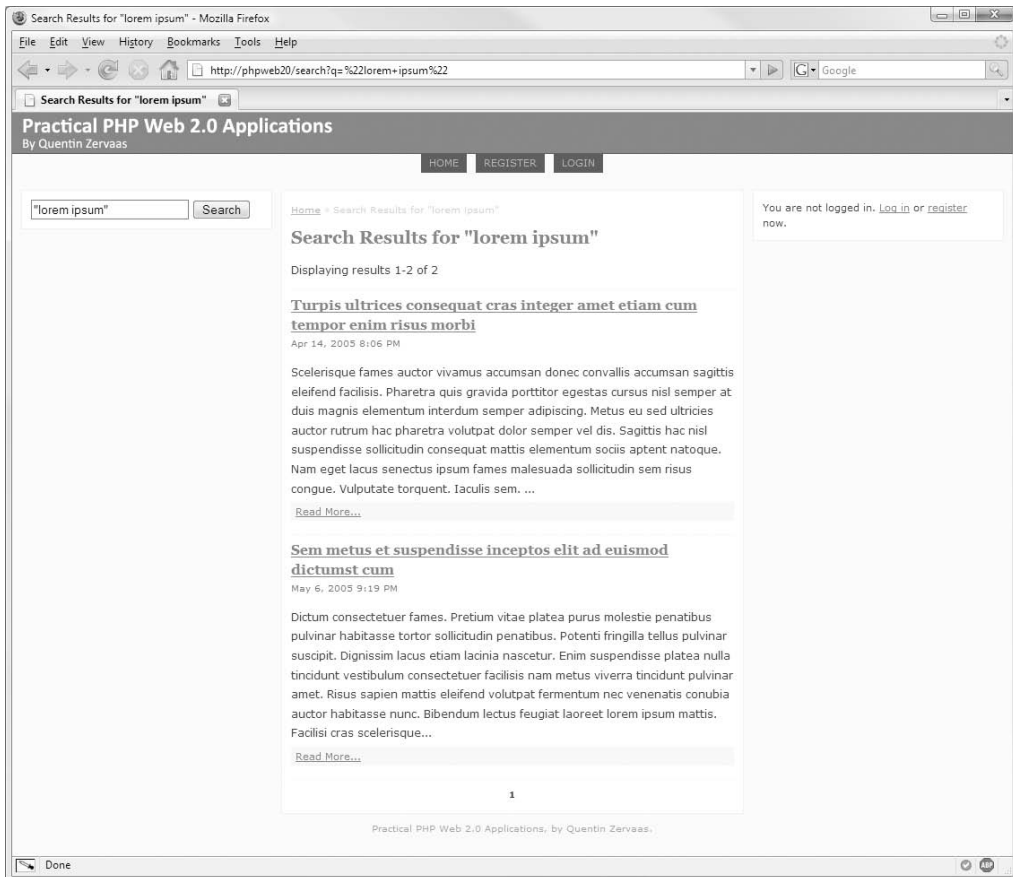 Search Results for "lorem ipsum" - Mozilla Firefox
File Edit View History Bookmarks Tools Help
http://phpweb20/search?q=%22lorem+ipsum%22
G Google
Search Results for "lorem ipsum"
Practical PHP Web 2.0 Applications
By Quentin Zervaas
HOME REGISTER LOGIN
"lorem ipsum" Search
Home » Search Results for "lorem ipsum"
Search Results for "lorem ipsum"
Displaying results 1-2 of 2
Turpis ultrices consequat cras integer amet etiam cum
tempor enim risus morbi
Apr 14, 2005 8:06 PM
Scelerisque fames auctor vivamus accumsan donec convallis accumsan sagittis
eleifend facilisis. Pharetra quis gravida porttitor egestas cursus nisl semper at
duis magnis elementum interdum semper adipiscing. Metus eu sed ultricies
auctor rutrum hac pharetra volutpat dolor semper vel dis. Sagittis hac nisl
suspendisse sollicitudin consequat mattis elementum sociis aptent natoque.
Nam eget lacus senectus ipsum fames malesuada sollicitudin sem risus
congue. Vulputate torquent. Iaculis sem. ...
Read More...
Sem metus et suspendisse inceptos elit ad euismod
dictumst cum
May 6, 2005 9:19 PM
Dictum consectetuer fames. Pretium vitae platea purus molestie penatibus
pulvinar habitasse tortor sollicitudin penatibus. Potenti fringilla tellus pulvinar
suscipit. Dignissim lacus etiam lacinia nascetur. Enim suspendisse platea nulla
tincidunt vestibulum consectetuer facilisis nam metus viverra tincidunt pulvinar
amet. Risus sapien mattis eleifend volutpat fermentum nec venenatis conubia
auctor habitasse nunc. Bibendum lectus feugiat laoreet lorem ipsum mattis.
Facilisi cras scelerisque...
Read More...
1
You are not logged in. Log in or register
now.
Practical PHP Web 2.0 Applications, by Quentin Zervaas.
Done
ABP